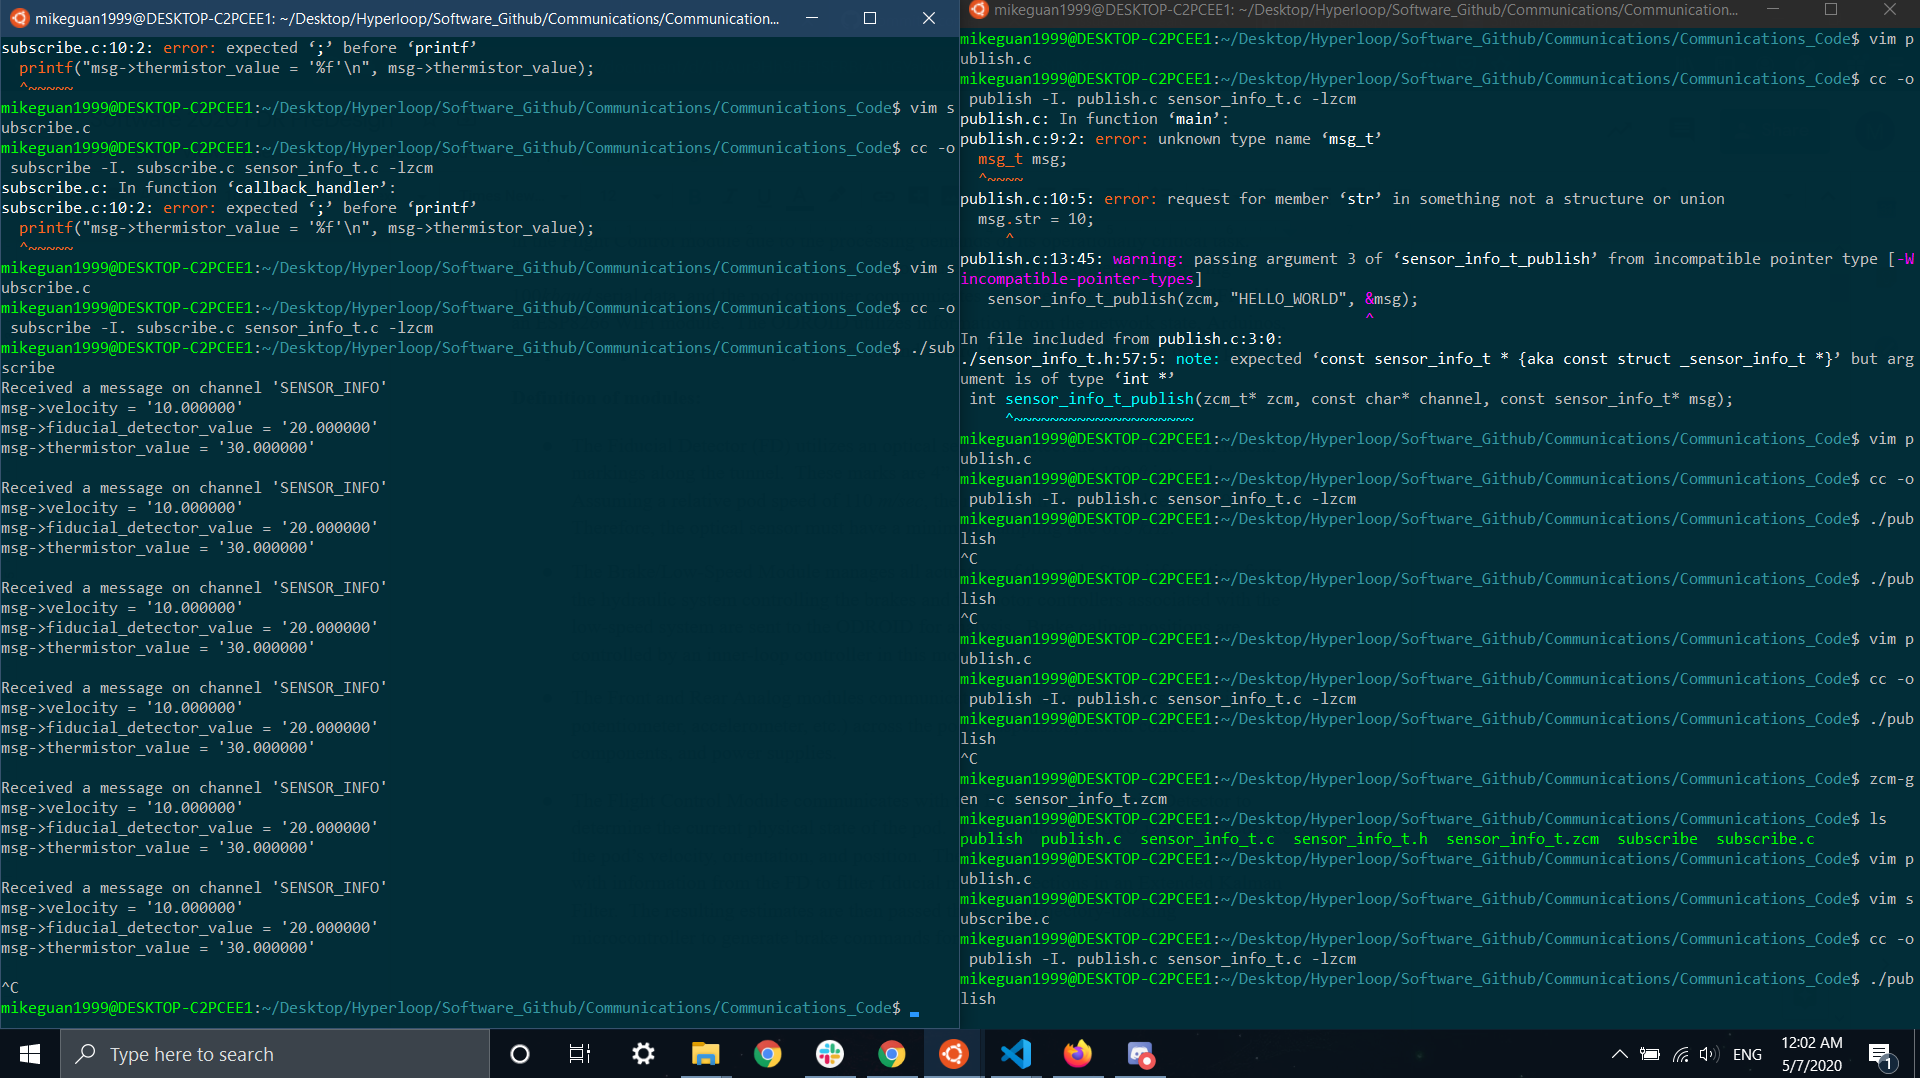 mikeguan1999@DESKTOP-C2PCEE1: ~/Desktop/Hyperloop/Software_Github/Communications/Communication...
subscribe.c:10:2: error: expected ‘;’ before ‘printf’
  printf("msg->thermistor_value = '%f'\n", msg->thermistor_value);
  ^~~~~~
mikeguan1999@DESKTOP-C2PCEE1:~/Desktop/Hyperloop/Software_Github/Communications/Communications_Code$ vim s
ubscribe.c
mikeguan1999@DESKTOP-C2PCEE1:~/Desktop/Hyperloop/Software_Github/Communications/Communications_Code$ cc -o
 subscribe -I. subscribe.c sensor_info_t.c -lzcm
subscribe.c: In function ‘callback_handler’:
subscribe.c:10:2: error: expected ‘;’ before ‘printf’
  printf("msg->thermistor_value = '%f'\n", msg->thermistor_value);
  ^~~~~~
mikeguan1999@DESKTOP-C2PCEE1:~/Desktop/Hyperloop/Software_Github/Communications/Communications_Code$ vim s
ubscribe.c
mikeguan1999@DESKTOP-C2PCEE1:~/Desktop/Hyperloop/Software_Github/Communications/Communications_Code$ cc -o
 subscribe -I. subscribe.c sensor_info_t.c -lzcm
mikeguan1999@DESKTOP-C2PCEE1:~/Desktop/Hyperloop/Software_Github/Communications/Communications_Code$ ./sub
scribe
Received a message on channel 'SENSOR_INFO'
msg->velocity = '10.000000'
msg->fiducial_detector_value = '20.000000'
msg->thermistor_value = '30.000000'
Received a message on channel 'SENSOR_INFO'
msg->velocity = '10.000000'
msg->fiducial_detector_value = '20.000000'
msg->thermistor_value = '30.000000'
Received a message on channel 'SENSOR_INFO'
msg->velocity = '10.000000'
msg->fiducial_detector_value = '20.000000'
msg->thermistor_value = '30.000000'
Received a message on channel 'SENSOR_INFO'
msg->velocity = '10.000000'
msg->fiducial_detector_value = '20.000000'
msg->thermistor_value = '30.000000'
Received a message on channel 'SENSOR_INFO'
msg->velocity = '10.000000'
msg->fiducial_detector_value = '20.000000'
msg->thermistor_value = '30.000000'
Received a message on channel 'SENSOR_INFO'
msg->velocity = '10.000000'
msg->fiducial_detector_value = '20.000000'
msg->thermistor_value = '30.000000'
^C
mikeguan1999@DESKTOP-C2PCEE1:~/Desktop/Hyperloop/Software_Github/Communications/Communications_Code$
mikeguan1999@DESKTOP-C2PCEE1: ~/Desktop/Hyperloop/Software_Github/Communications/Communication...
mikeguan1999@DESKTOP-C2PCEE1:~/Desktop/Hyperloop/Software_Github/Communications/Communications_Code$ vim p
ublish.c
mikeguan1999@DESKTOP-C2PCEE1:~/Desktop/Hyperloop/Software_Github/Communications/Communications_Code$ cc -o
 publish -I. publish.c sensor_info_t.c -lzcm
publish.c: In function ‘main’:
publish.c:9:2: error: unknown type name ‘msg_t’
  msg_t msg;
  ^~~~~
publish.c:10:5: error: request for member ‘str’ in something not a structure or union
  msg.str = 10;
     ^
publish.c:13:45: warning: passing argument 3 of ‘sensor_info_t_publish’ from incompatible pointer type [-W
incompatible-pointer-types]
   sensor_info_t_publish(zcm, "HELLO_WORLD", &msg);
                                             ^
In file included from publish.c:3:0:
./sensor_info_t.h:57:5: note: expected ‘const sensor_info_t * {aka const struct _sensor_info_t *}’ but arg
ument is of type ‘int *’
 int sensor_info_t_publish(zcm_t* zcm, const char* channel, const sensor_info_t* msg);
     ^~~~~~~~~~~~~~~~~~~~~
mikeguan1999@DESKTOP-C2PCEE1:~/Desktop/Hyperloop/Software_Github/Communications/Communications_Code$ vim p
ublish.c
mikeguan1999@DESKTOP-C2PCEE1:~/Desktop/Hyperloop/Software_Github/Communications/Communications_Code$ cc -o
 publish -I. publish.c sensor_info_t.c -lzcm
mikeguan1999@DESKTOP-C2PCEE1:~/Desktop/Hyperloop/Software_Github/Communications/Communications_Code$ ./pub
lish
^C
mikeguan1999@DESKTOP-C2PCEE1:~/Desktop/Hyperloop/Software_Github/Communications/Communications_Code$ ./pub
lish
^C
mikeguan1999@DESKTOP-C2PCEE1:~/Desktop/Hyperloop/Software_Github/Communications/Communications_Code$ vim p
ublish.c
mikeguan1999@DESKTOP-C2PCEE1:~/Desktop/Hyperloop/Software_Github/Communications/Communications_Code$ cc -o
 publish -I. publish.c sensor_info_t.c -lzcm
mikeguan1999@DESKTOP-C2PCEE1:~/Desktop/Hyperloop/Software_Github/Communications/Communications_Code$ ./pub
lish
^C
mikeguan1999@DESKTOP-C2PCEE1:~/Desktop/Hyperloop/Software_Github/Communications/Communications_Code$ zcm-g
en -c sensor_info_t.zcm
mikeguan1999@DESKTOP-C2PCEE1:~/Desktop/Hyperloop/Software_Github/Communications/Communications_Code$ ls
publish  publish.c  sensor_info_t.c  sensor_info_t.h  sensor_info_t.zcm  subscribe  subscribe.c
mikeguan1999@DESKTOP-C2PCEE1:~/Desktop/Hyperloop/Software_Github/Communications/Communications_Code$ vim p
ublish.c
mikeguan1999@DESKTOP-C2PCEE1:~/Desktop/Hyperloop/Software_Github/Communications/Communications_Code$ vim s
ubscribe.c
mikeguan1999@DESKTOP-C2PCEE1:~/Desktop/Hyperloop/Software_Github/Communications/Communications_Code$ cc -o
 publish -I. publish.c sensor_info_t.c -lzcm
mikeguan1999@DESKTOP-C2PCEE1:~/Desktop/Hyperloop/Software_Github/Communications/Communications_Code$ ./pub
lish
Type here to search
ENG
12:02 AM
5/7/2020
1